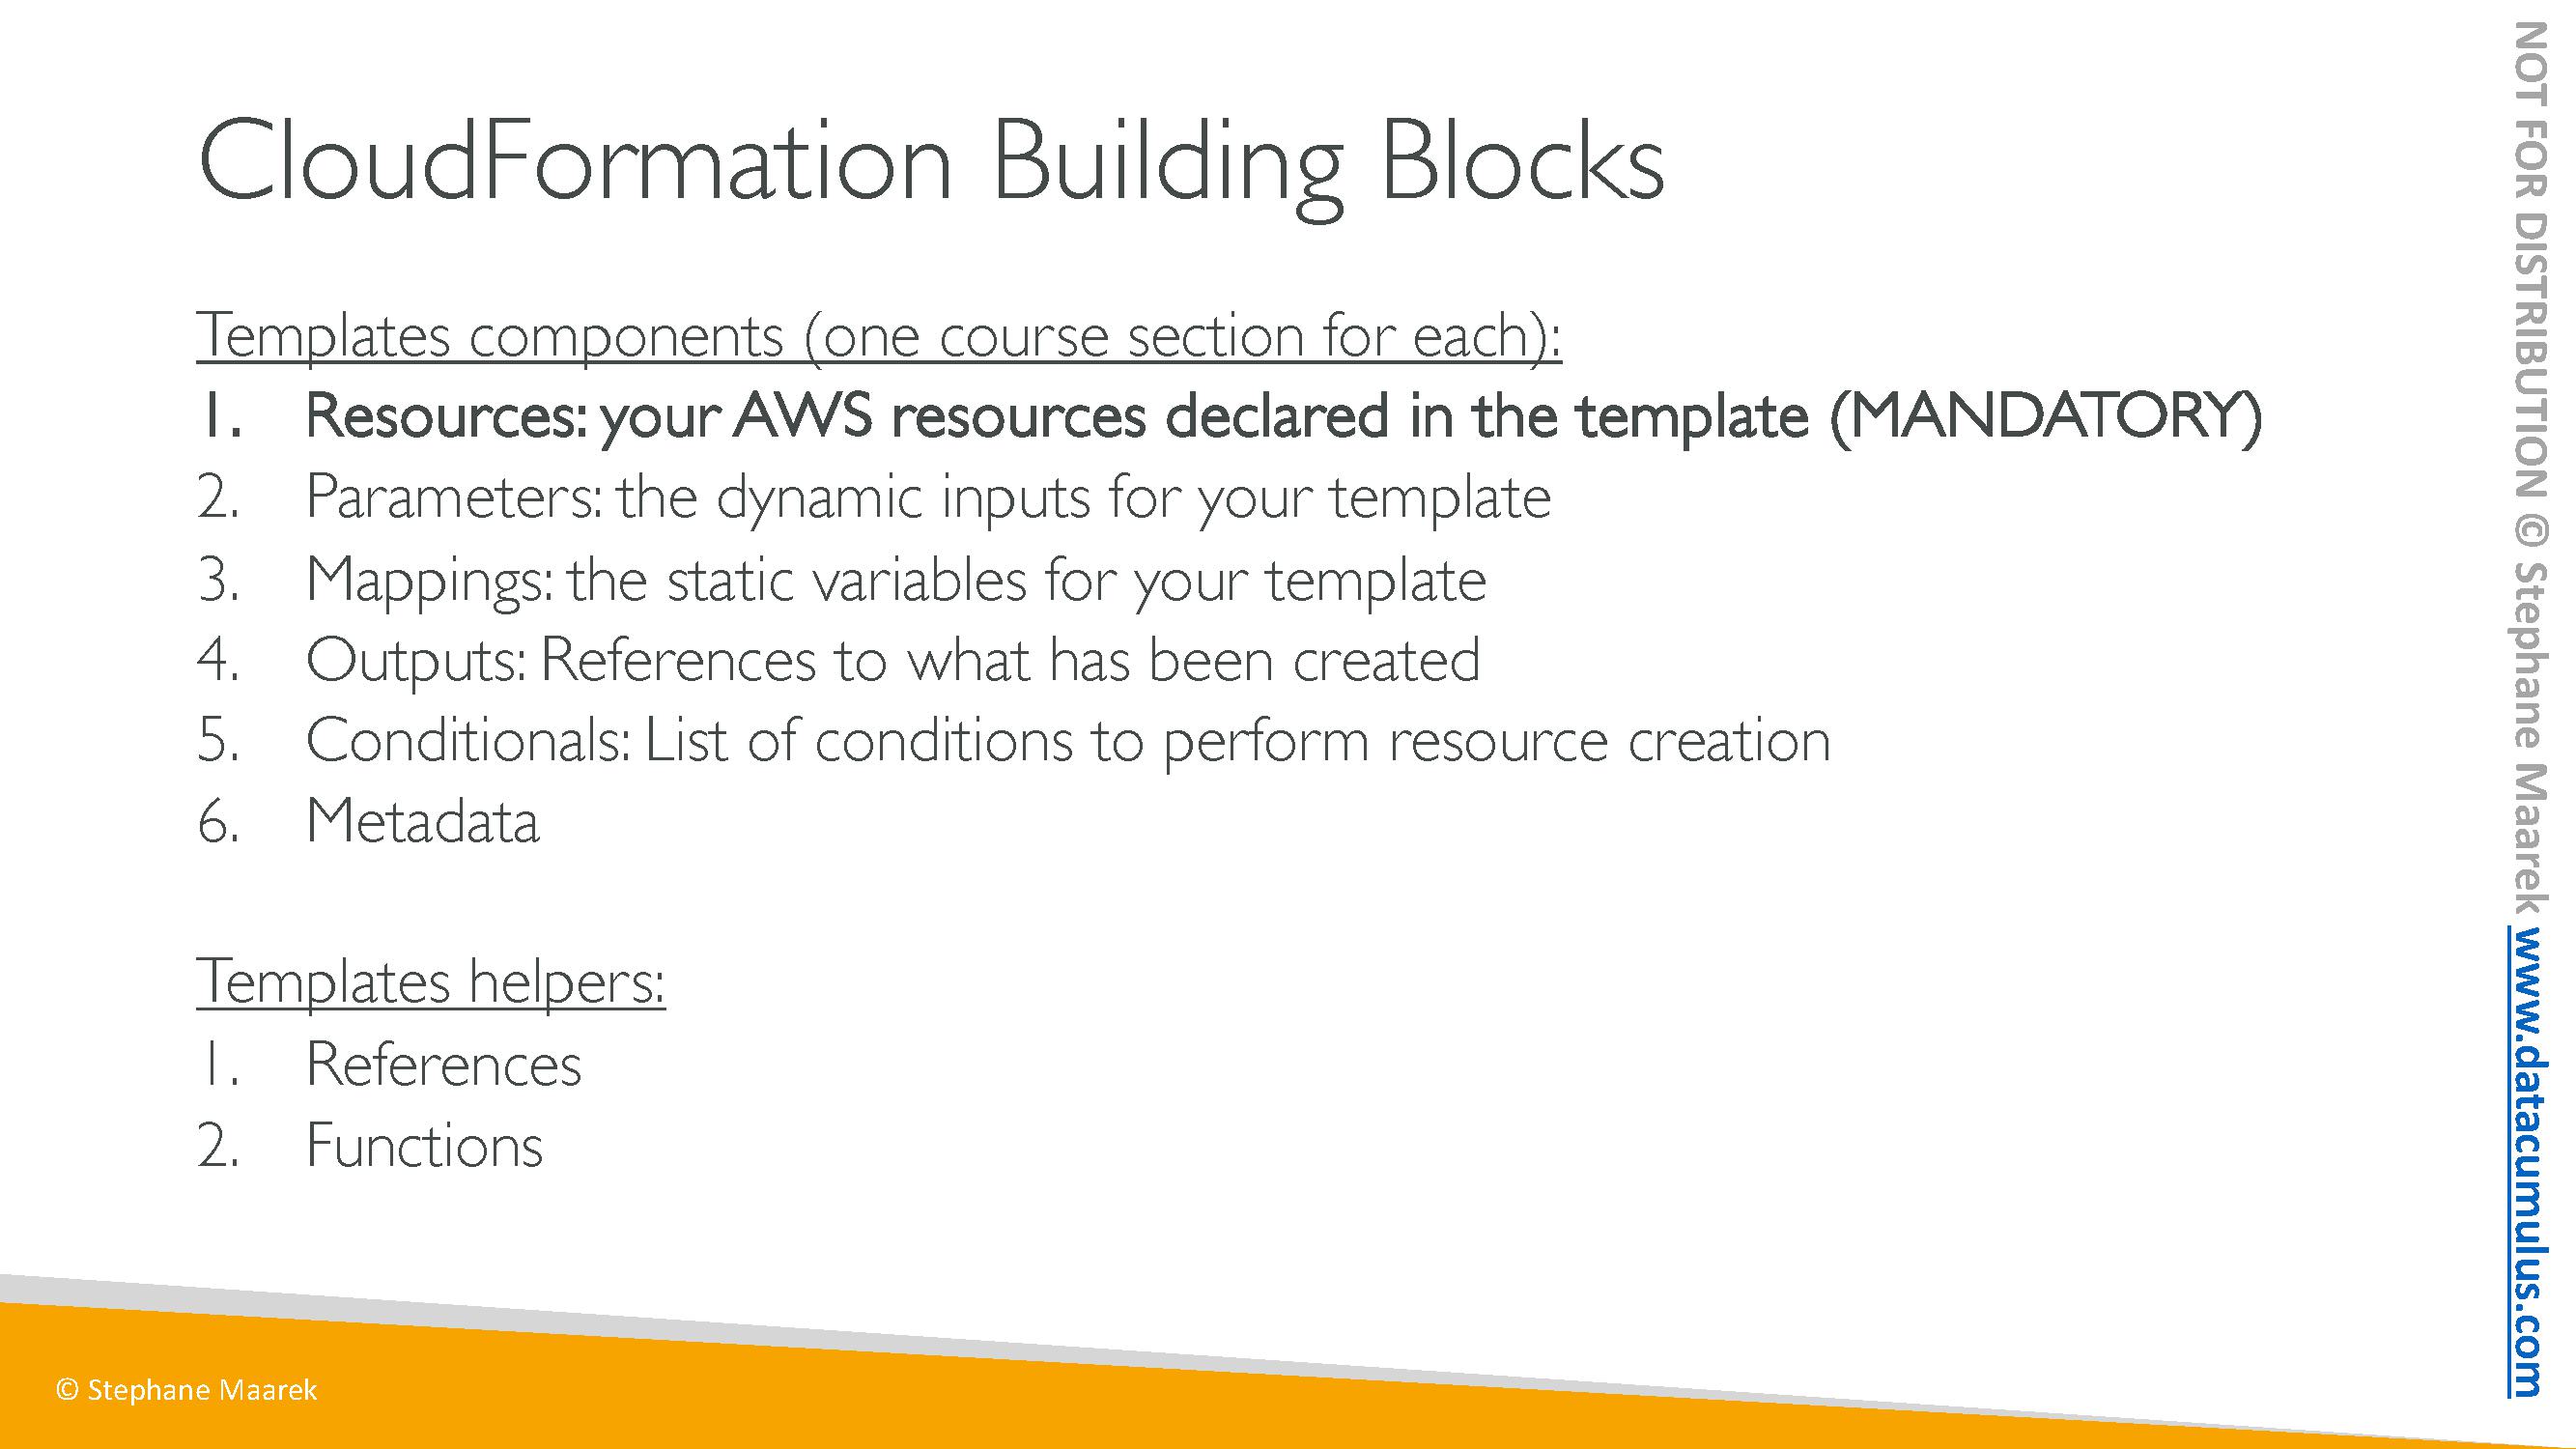 CloudFormation Building Blocks
Templates components (one course section for each):
1. Resources: your AWS resources declared in the template (MANDATORY)
2. Parameters: the dynamic inputs for your template
3. Mappings: the static variables for your template
4. Outputs: References to what has been created
5. Conditionals: List of conditions to perform resource creation
6. Metadata
Templates helpers:
1. References
2. Functions
© Stephane Maarek
NOT FOR DISTRIBUTION © Stephane Maarek www.datacumulus.com